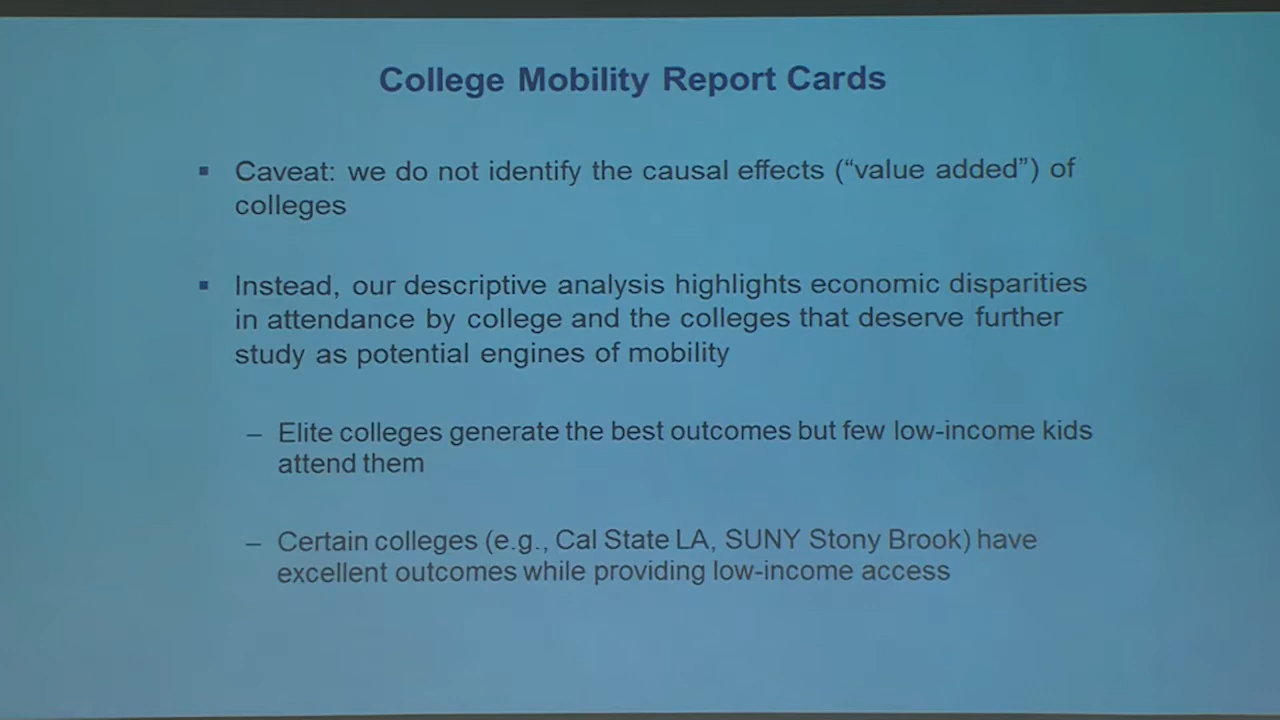 College Mobility Report Cards
▪ Caveat: we do not identify the causal effects (“value added”) of
colleges
▪ Instead, our descriptive analysis highlights economic disparities
in attendance by college and the colleges that deserve further
study as potential engines of mobility
– Elite colleges generate the best outcomes but few low-income kids
attend them
– Certain colleges (e.g., Cal State LA, SUNY Stony Brook) have
excellent outcomes while providing low-income access